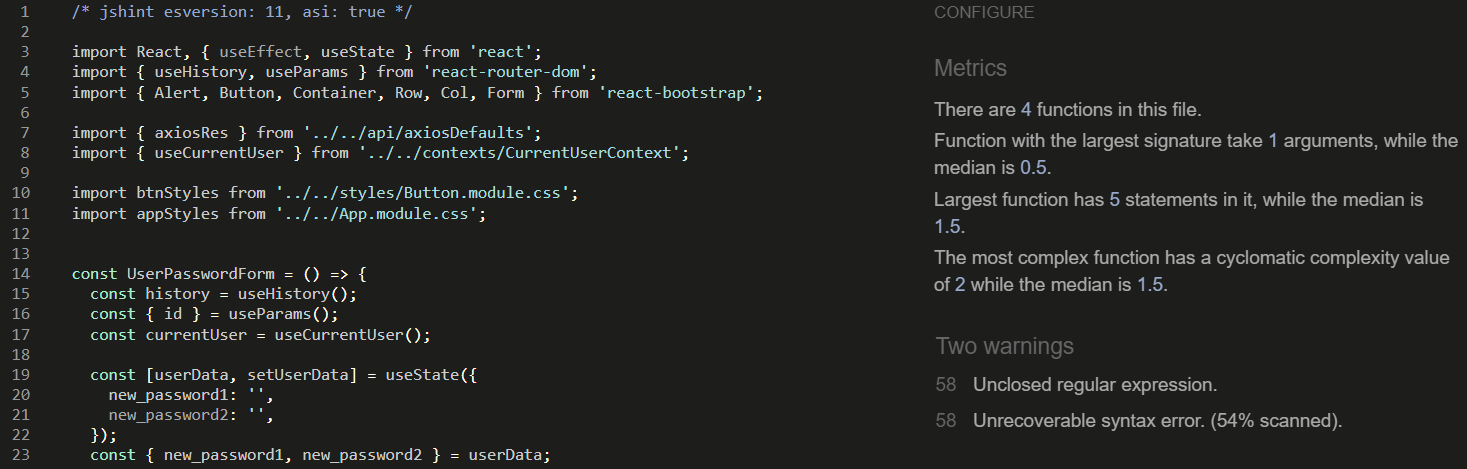 1 /* jshint esversion: 11, asi: true */
2
3 import React, { useEffect, useState } from 'react';
4 import { useHistory, useParams } from 'react-router-dom';
5 import { Alert, Button, Container, Row, Col, Form } from 'react-bootstrap';
6
7 import { axiosRes } from '../../api/axiosDefaults';
8 import { useCurrentUser } from '../../contexts/CurrentUserContext';
9
10 import btnStyles from '../../styles/Button.module.css';
11 import appStyles from '../../App.module.css';
12
13
14 const UserPasswordForm = () => {
15 const history = useHistory();
16 const { id } = useParams();
17 const currentUser = useCurrentUser();
18
19 const [userData, setUserData] = useState({
20 new_password1: '',
21 new_password2: '',
22 });
23 const { new_password1, new_password2 } = userData;
CONFIGURE
Metrics
There are 4 functions in this file.
Function with the largest signature take 1 arguments, while the
median is 0.5.
Largest function has 5 statements in it, while the median is
1.5.
The most complex function has a cyclomatic complexity value
of 2 while the median is 1.5.
Two warnings
58 Unclosed regular expression.
58 Unrecoverable syntax error. (54% scanned).